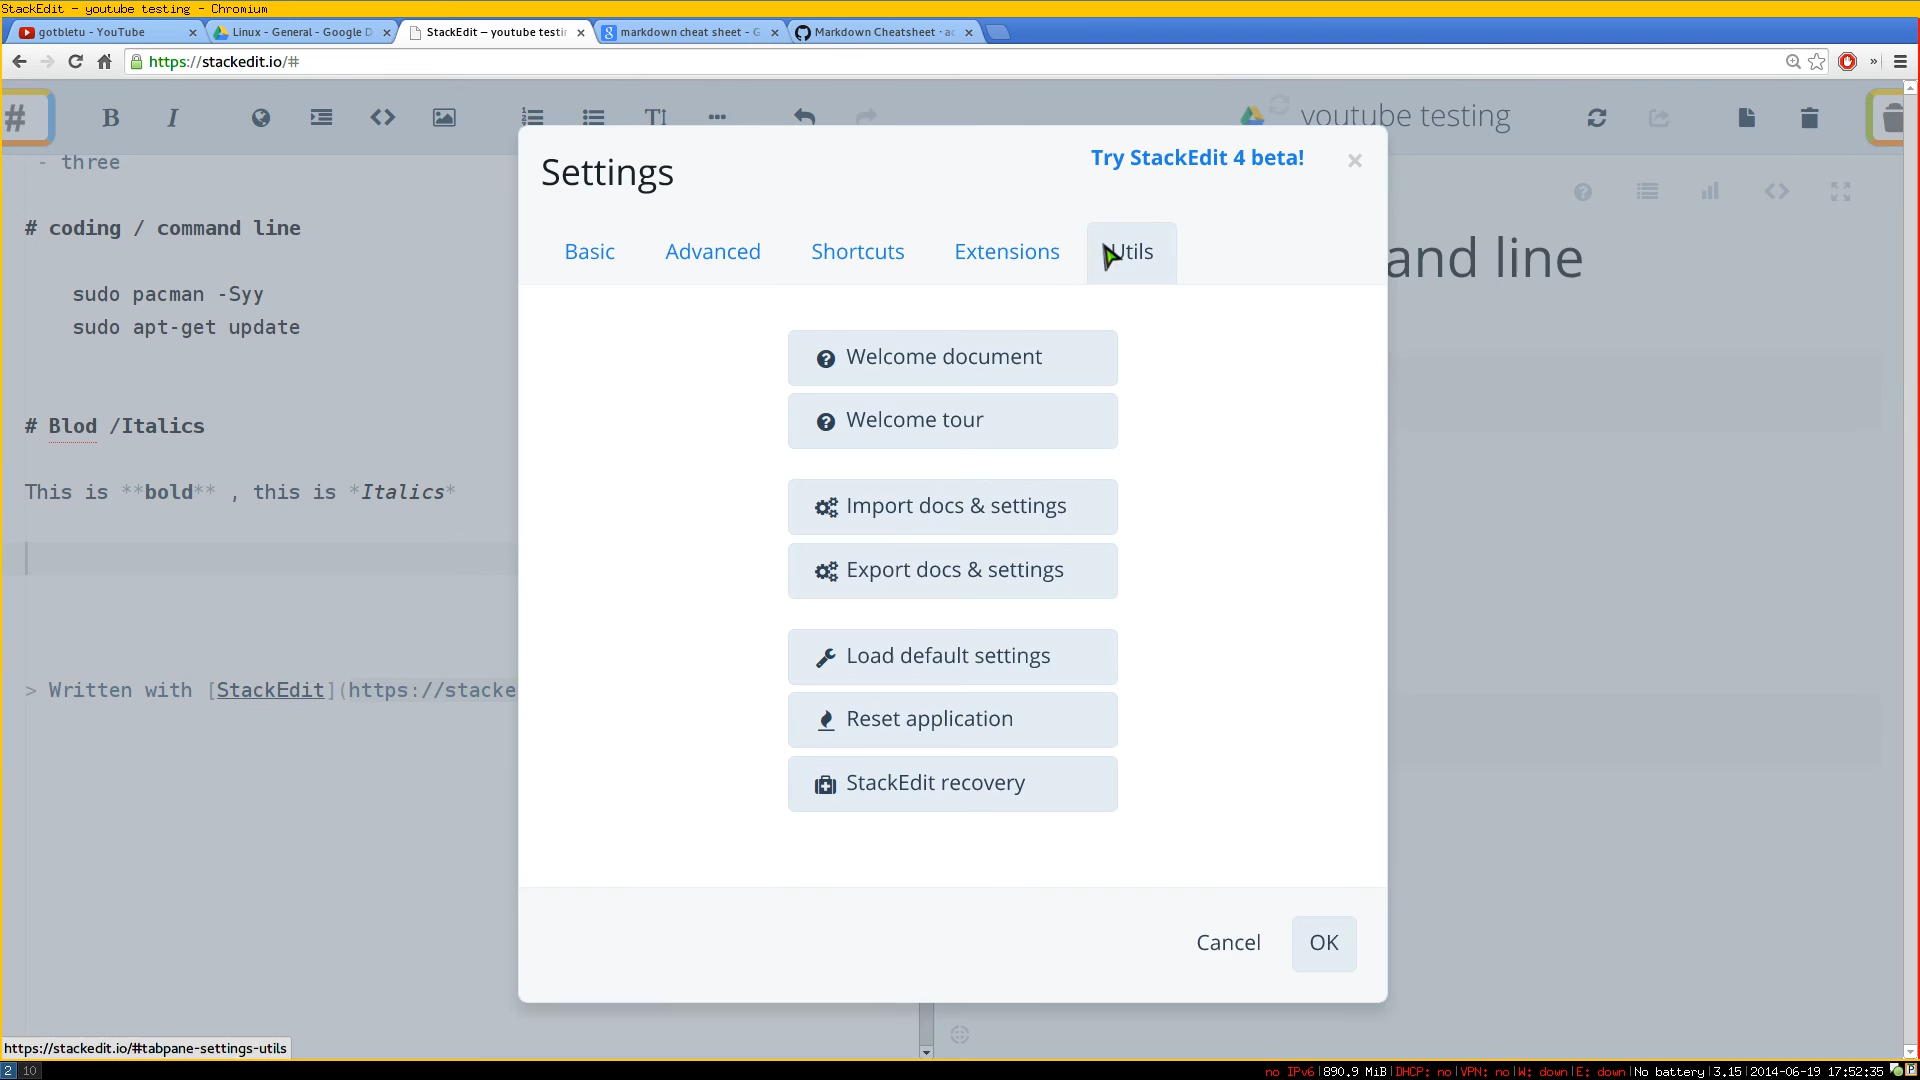 StackEdit – youtube testing - Chromium
gotbletu - YouTube
Linux - General - Google D
StackEdit – youtube testin
markdown cheat sheet - G
Markdown Cheatsheet · ad
https://stackedit.io/#
# B I
youtube testing
- three
# coding / command line
sudo pacman -Syy
sudo apt-get update
# Blod /Italics
This is **bold** , this is *Italics*
> Written with [StackEdit](https://stacke
and line
Settings
Try StackEdit 4 beta!
×
Basic Advanced Shortcuts Extensions Utils
Welcome document
Welcome tour
Import docs & settings
Export docs & settings
Load default settings
Reset application
StackEdit recovery
Cancel OK
https://stackedit.io/#tabpane-settings-utils
2 10
no IPv6|890.9 MiB|DHCP: no|VPN: no|W: down|E: down|No battery|3.15|2014-06-19 17:52:35